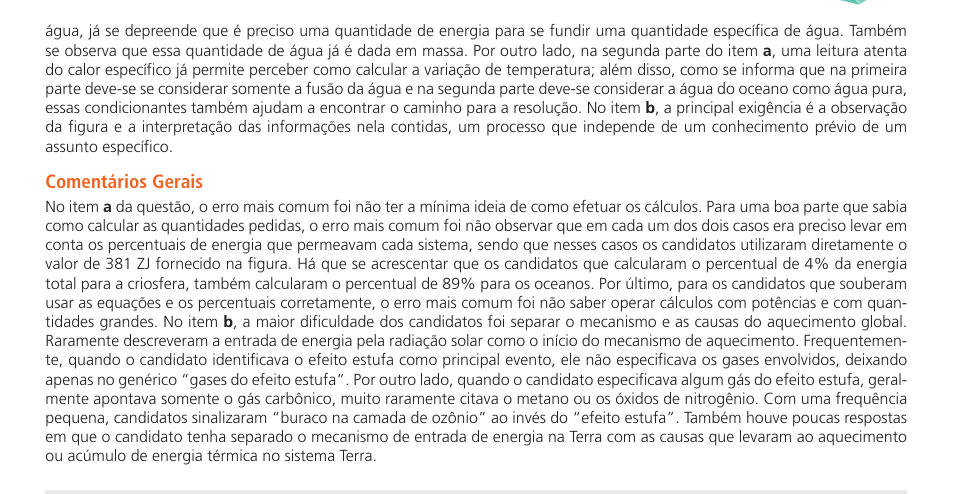 água, já se depreende que é preciso uma quantidade de energia para se fundir uma quantidade específica de água. Também
se observa que essa quantidade de água já é dada em massa. Por outro lado, na segunda parte do item a, uma leitura atenta
do calor específico já permite perceber como calcular a variação de temperatura; além disso, como se informa que na primeira
parte deve-se se considerar somente a fusão da água e na segunda parte deve-se considerar a água do oceano como água pura,
essas condicionantes também ajudam a encontrar o caminho para a resolução. No item b, a principal exigência é a observação
da figura e a interpretação das informações nela contidas, um processo que independe de um conhecimento prévio de um
assunto específico.
Comentários Gerais
No item a da questão, o erro mais comum foi não ter a mínima ideia de como efetuar os cálculos. Para uma boa parte que sabia
como calcular as quantidades pedidas, o erro mais comum foi não observar que em cada um dos dois casos era preciso levar em
conta os percentuais de energia que permeavam cada sistema, sendo que nesses casos os candidatos utilizaram diretamente o
valor de 381 ZJ fornecido na figura. Há que se acrescentar que os candidatos que calcularam o percentual de 4% da energia
total para a criosfera, também calcularam o percentual de 89% para os oceanos. Por último, para os candidatos que souberam
usar as equações e os percentuais corretamente, o erro mais comum foi não saber operar cálculos com potências e com quan-
tidades grandes. No item b, a maior dificuldade dos candidatos foi separar o mecanismo e as causas do aquecimento global.
Raramente descreveram a entrada de energia pela radiação solar como o início do mecanismo de aquecimento. Frequentemen-
te, quando o candidato identificava o efeito estufa como principal evento, ele não especificava os gases envolvidos, deixando
apenas no genérico “gases do efeito estufa”. Por outro lado, quando o candidato especificava algum gás do efeito estufa, geral-
mente apontava somente o gás carbônico, muito raramente citava o metano ou os óxidos de nitrogênio. Com uma frequência
pequena, candidatos sinalizaram “buraco na camada de ozônio” ao invés do “efeito estufa”. Também houve poucas respostas
em que o candidato tenha separado o mecanismo de entrada de energia na Terra com as causas que levaram ao aquecimento
ou acúmulo de energia térmica no sistema Terra.